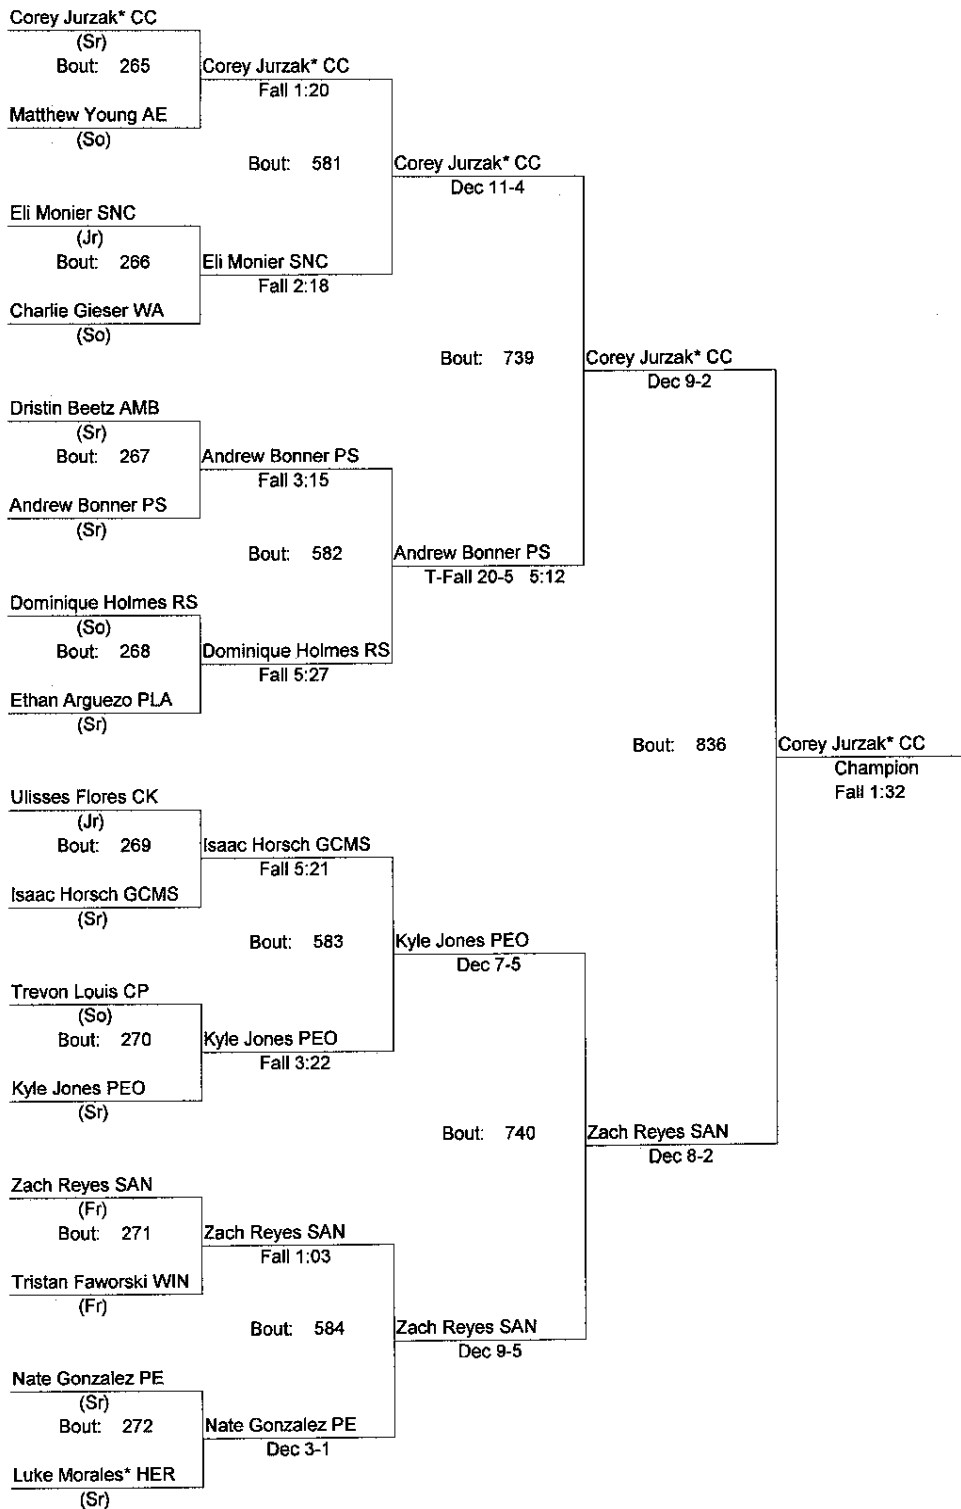 Corey Jurzak* CC
(Sr)
Bout: 265
Matthew Young AE
(So)
Corey Jurzak* CC
Fall 1:20
Bout: 581
Eli Monier SNC
(Jr)
Bout: 266
Charlie Gieser WA
(So)
Eli Monier SNC
Fall 2:18
Corey Jurzak* CC
Dec 11-4
Bout: 739
Dristin Beetz AMB
(Sr)
Bout: 267
Andrew Bonner PS
(Sr)
Andrew Bonner PS
Fall 3:15
Bout: 582
Dominique Holmes RS
(So)
Bout: 268
Ethan Arguezo PLA
(Sr)
Dominique Holmes RS
Fall 5:27
Andrew Bonner PS
T-Fall 20-5 5:12
Corey Jurzak* CC
Dec 9-2
Bout: 836
Corey Jurzak* CC
Champion
Fall 1:32
Ulisses Flores CK
(Jr)
Bout: 269
Isaac Horsch GCMS
(Sr)
Isaac Horsch GCMS
Fall 5:21
Bout: 583
Trevon Louis CP
(So)
Bout: 270
Kyle Jones PEO
(Sr)
Kyle Jones PEO
Fall 3:22
Kyle Jones PEO
Dec 7-5
Bout: 740
Zach Reyes SAN
Dec 8-2
Zach Reyes SAN
(Fr)
Bout: 271
Tristan Faworski WIN
(Fr)
Zach Reyes SAN
Fall 1:03
Bout: 584
Zach Reyes SAN
Dec 9-5
Nate Gonzalez PE
(Sr)
Bout: 272
Luke Morales* HER
(Sr)
Nate Gonzalez PE
Dec 3-1